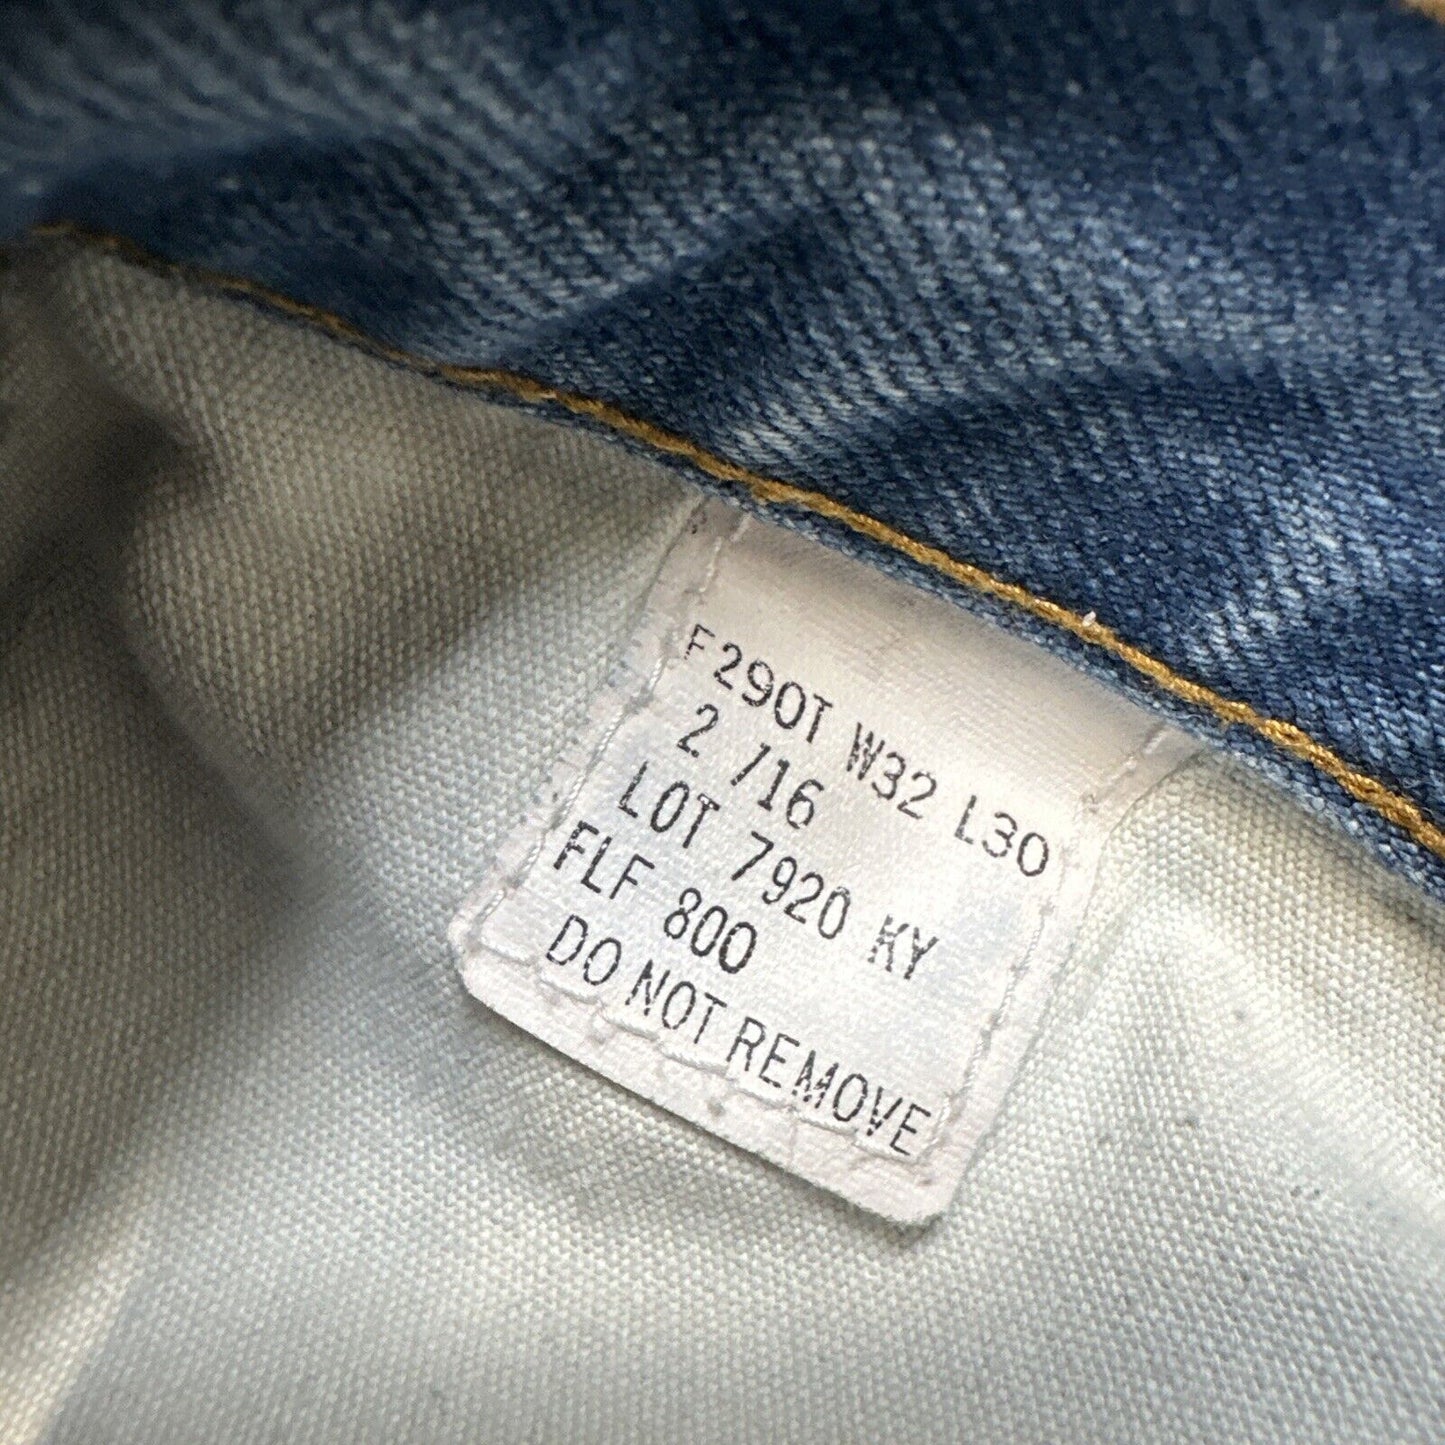 F290T W32 L30
2 /16
LOT 7920 KY
FLF 800
DO NOT REMOVE